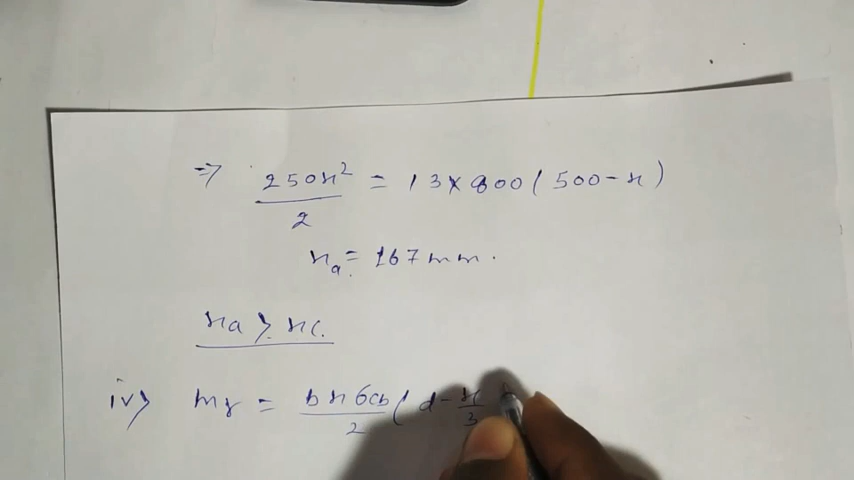 ⇒ 250x²/2 = 13 × 800 (500 - x)
xa = 167 mm.
xa > xc.
iv> Mr = b x σcb/2 (d - x/3